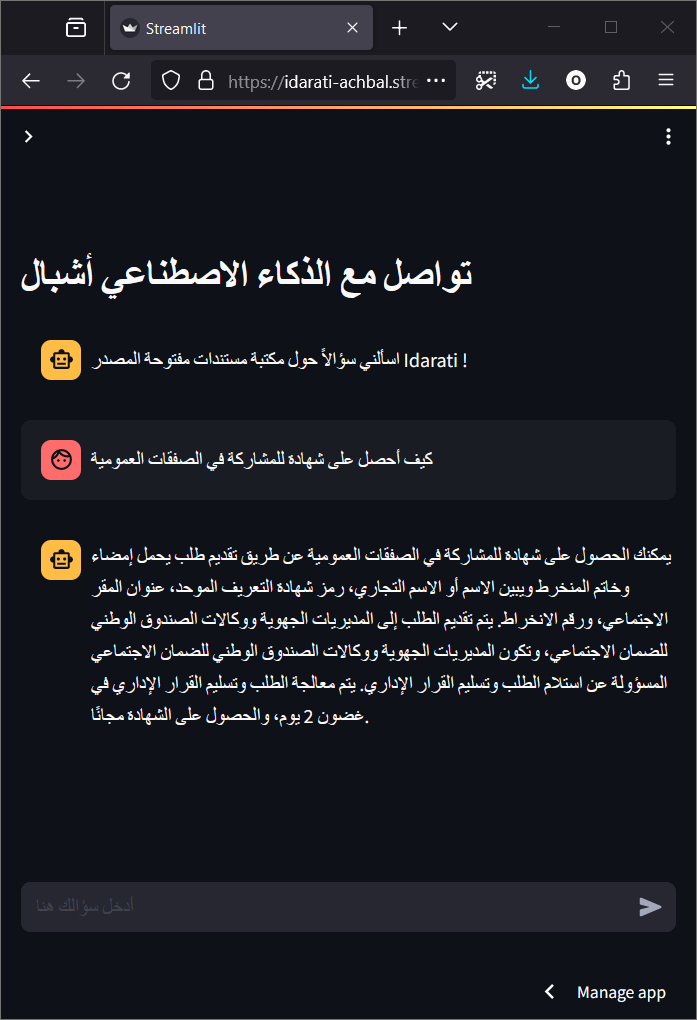 Streamlit
https://idarati-achbal.stre
تواصل مع الذكاء الاصطناعي أشبال
اسألني سؤالاً حول مكتبة مستندات مفتوحة المصدر Idarati !
كيف أحصل على شهادة للمشاركة في الصفقات العمومية
يمكنك الحصول على شهادة للمشاركة في الصفقات العمومية عن طريق تقديم طلب يحمل إمضاء
وخاتم المنخرط ويبين الاسم أو الاسم التجاري، رمز شهادة التعريف الموحد، عنوان المقر
الاجتماعي، ورقم الانخراط. يتم تقديم الطلب إلى المديريات الجهوية ووكالات الصندوق الوطني
للضمان الاجتماعي، وتكون المديريات الجهوية ووكالات الصندوق الوطني للضمان الاجتماعي
المسؤولة عن استلام الطلب وتسليم القرار الإداري. يتم معالجة الطلب وتسليم القرار الإداري في
غضون 2 يوم، والحصول على الشهادة مجانًا.
أدخل سؤالك هنا
Manage app